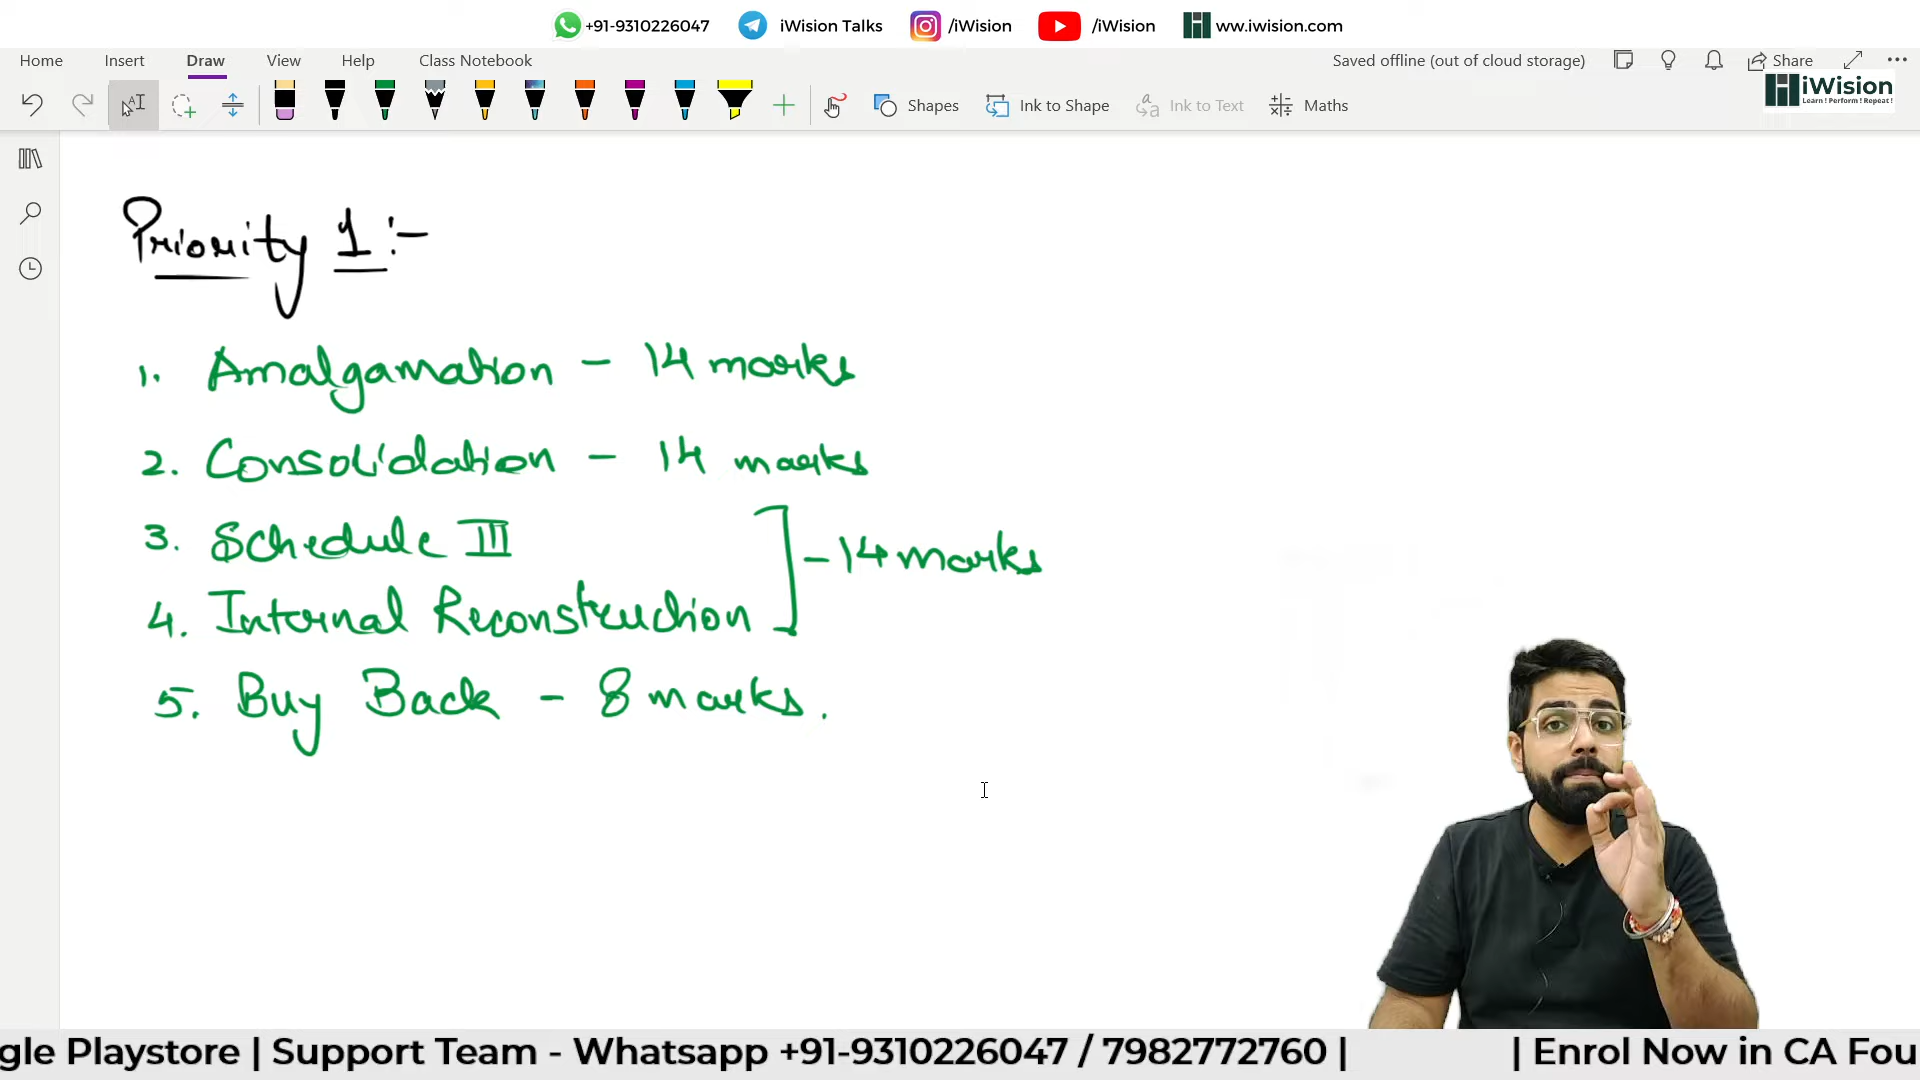 +91-9310226047 iWision Talks /iWision /iWision ww.iwision.com
Home Insert Draw View Help Class Notebook Saved offline (out of cloud storage) Share
Shapes Ink to Shape Ink to Text Maths
iWision
Learn ! Perform ! Repeat !
Priority 1 :-
1. Amalgamation - 14 marks
2. Consolidation - 14 marks
3. Schedule III
- 14 marks
4. Internal Reconstruction
5. Buy Back - 8 marks.
gle Playstore | Support Team - Whatsapp +91-9310226047 / 7982772760 | | Enrol Now in CA Fou